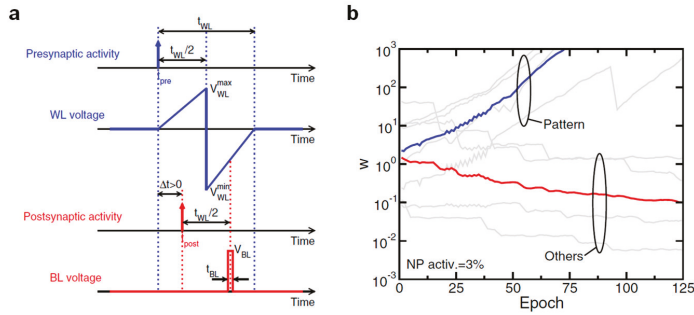 a
t_WL
Presynaptic activity
t_WL/2
Time
t_pre
V_WL^max
WL voltage
Time
V_WL^min
Δt>0
Postsynaptic activity
t_WL/2
t_post
Time
V_BL
t_BL
BL voltage
Time
b
10^3
10^2
10^1
10^0
10^-1
10^-2
10^-3
w
Pattern
Others
NP activ.=3%
0 25 50 75 100 125
Epoch